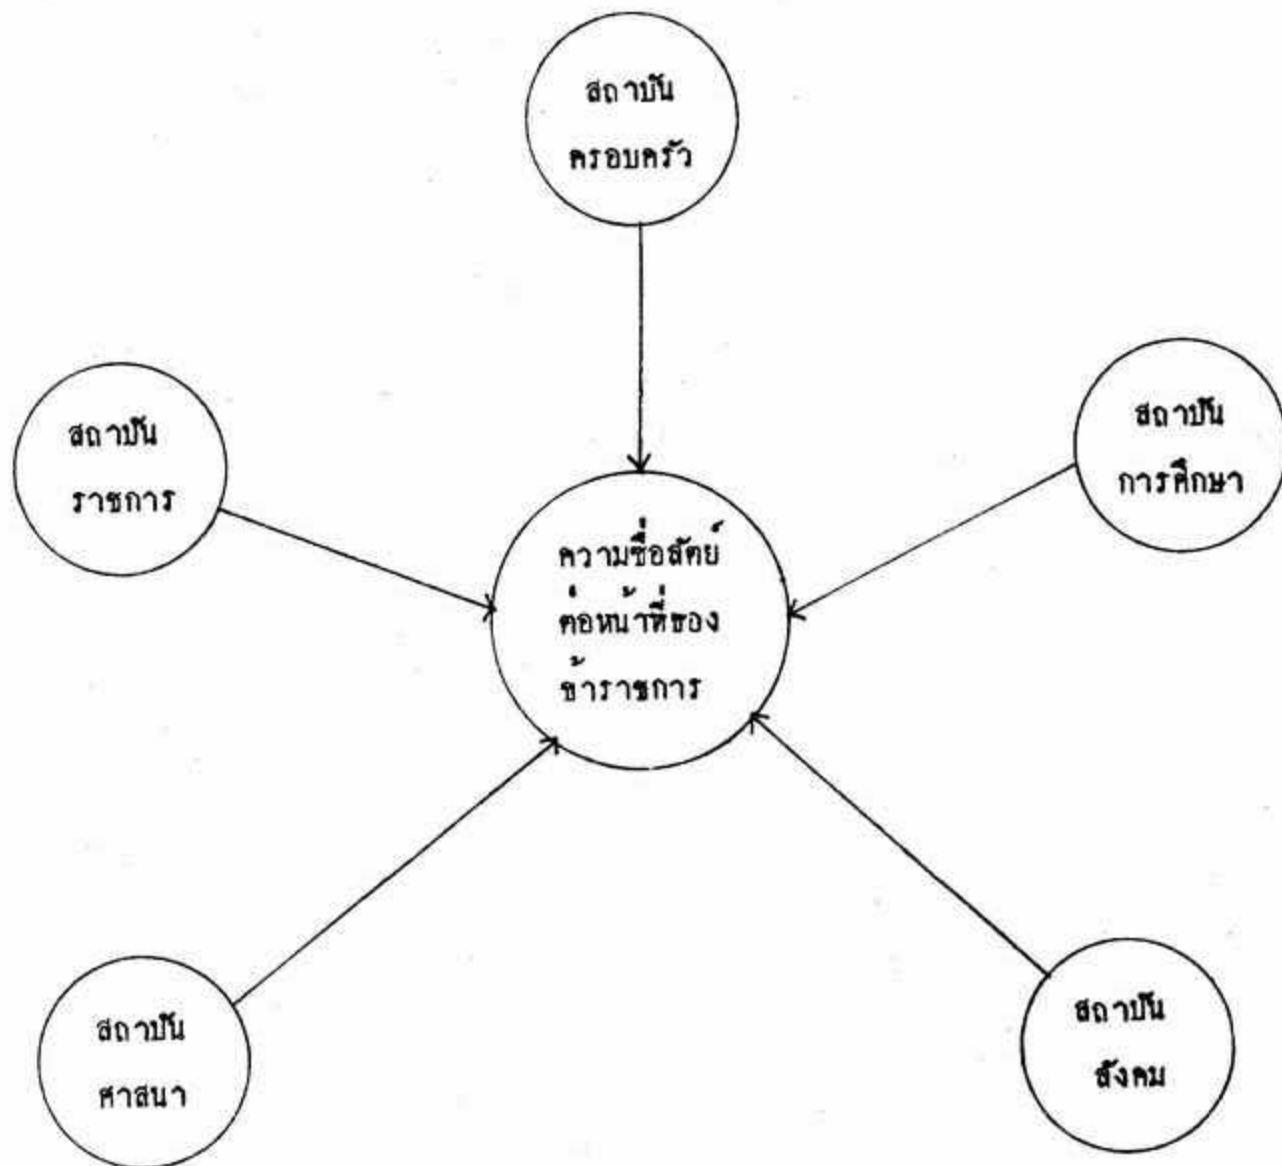 สถาบัน
ครอบครัว
สถาบัน
ราชการ
สถาบัน
การศึกษา
ความซื่อสัตย์
ต่อหน้าที่ของ
ข้าราชการ
สถาบัน
ศาสนา
สถาบัน
สังคม